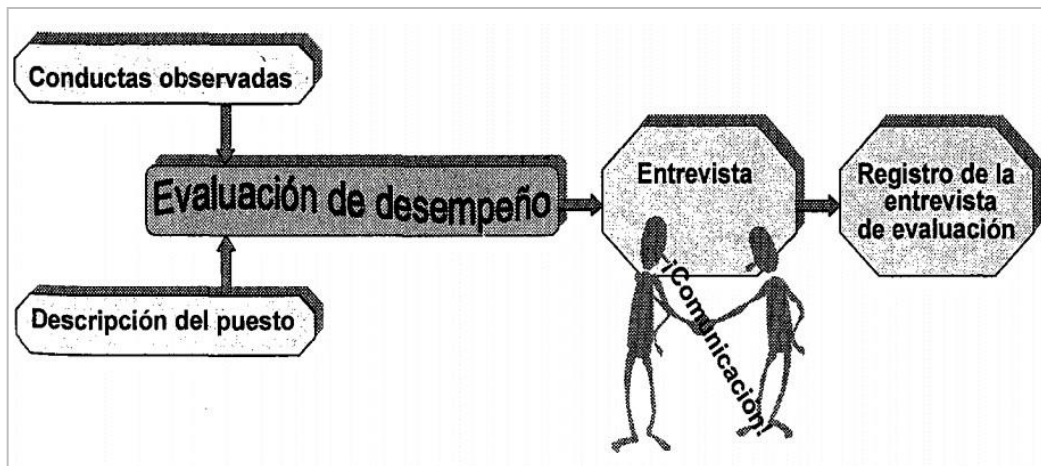 Conductas observadas
Evaluación de desempeño
Descripción del puesto
Entrevista
¡Comunicación!
Registro de la
entrevista
de evaluación